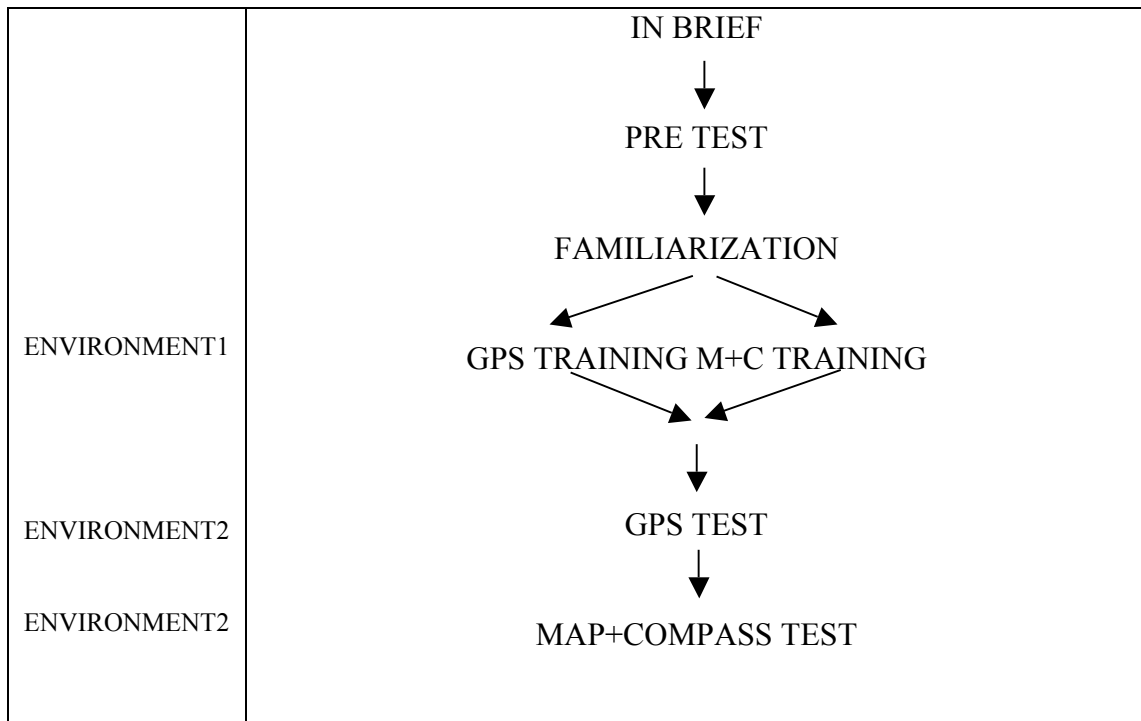 IN BRIEF
PRE TEST
FAMILIARIZATION
ENVIRONMENT1
GPS TRAINING M+C TRAINING
ENVIRONMENT2
GPS TEST
ENVIRONMENT2
MAP+COMPASS TEST